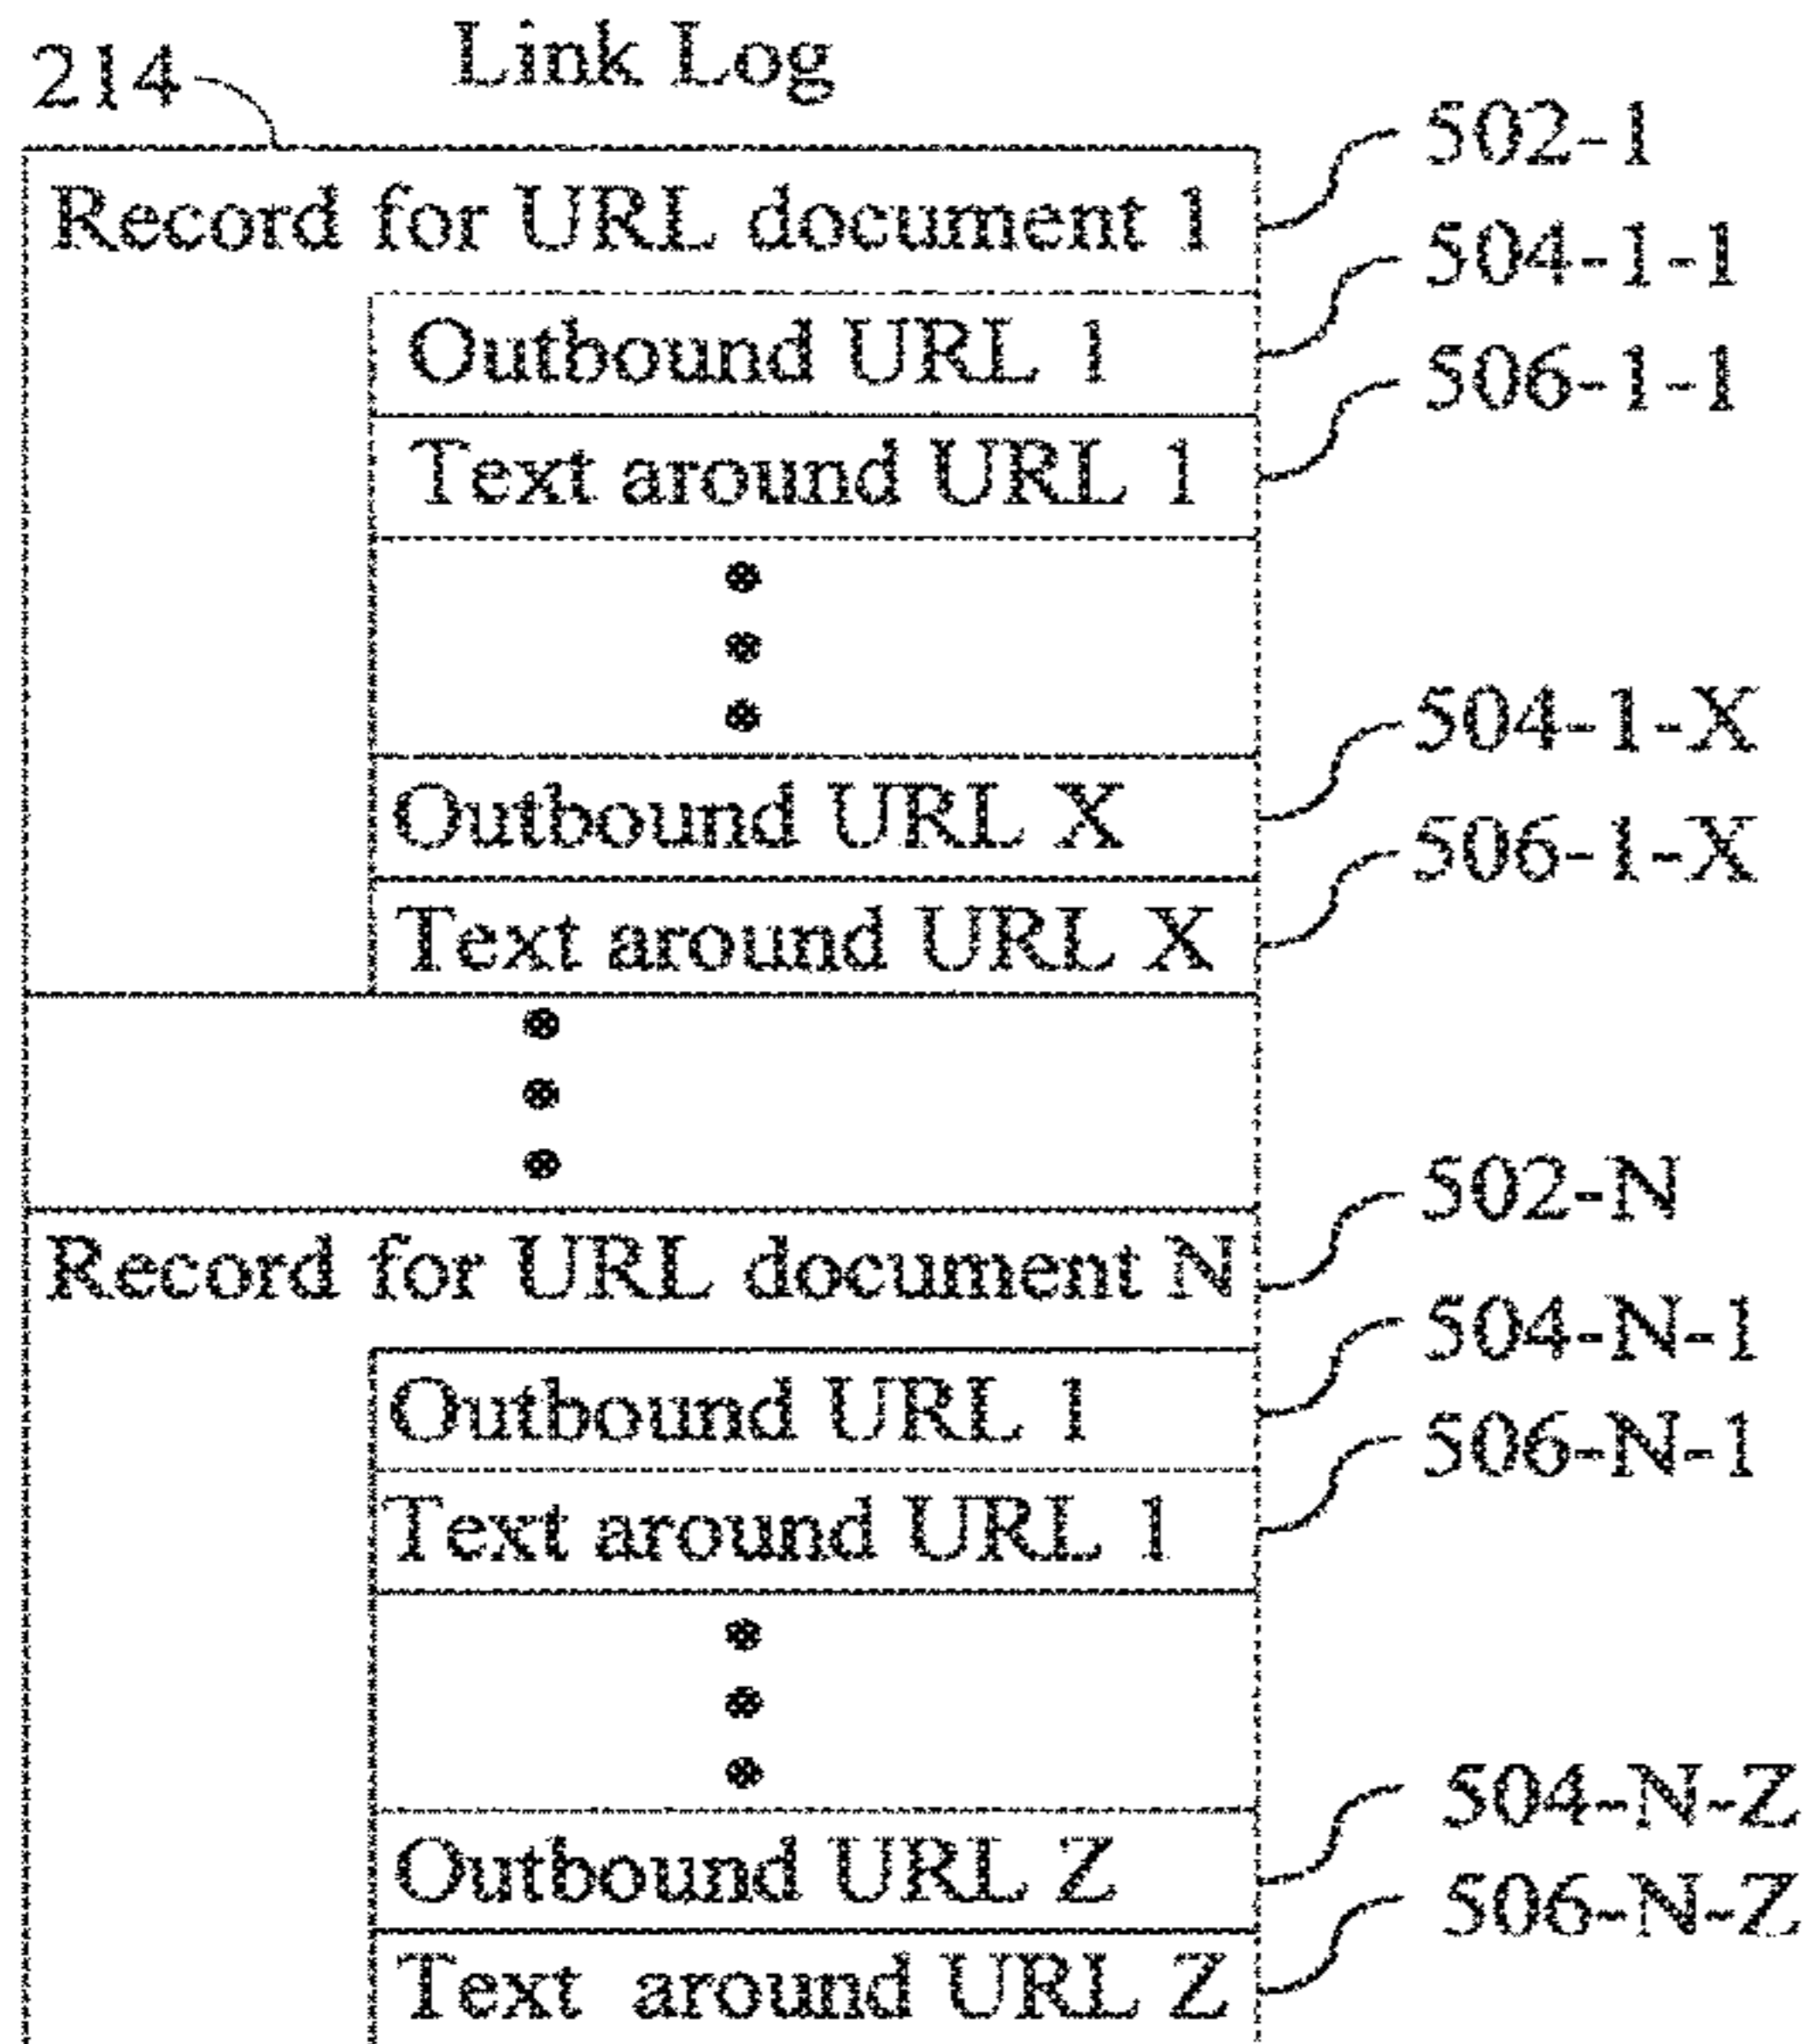 Link Log
214
Record for URL document 1
502-1
Outbound URL 1
504-1-1
Text around URL 1
506-1-1
Outbound URL X
504-1-X
Text around URL X
506-1-X
Record for URL document N
502-N
Outbound URL 1
504-N-1
Text around URL 1
506-N-1
Outbound URL Z
504-N-Z
Text around URL Z
506-N-Z